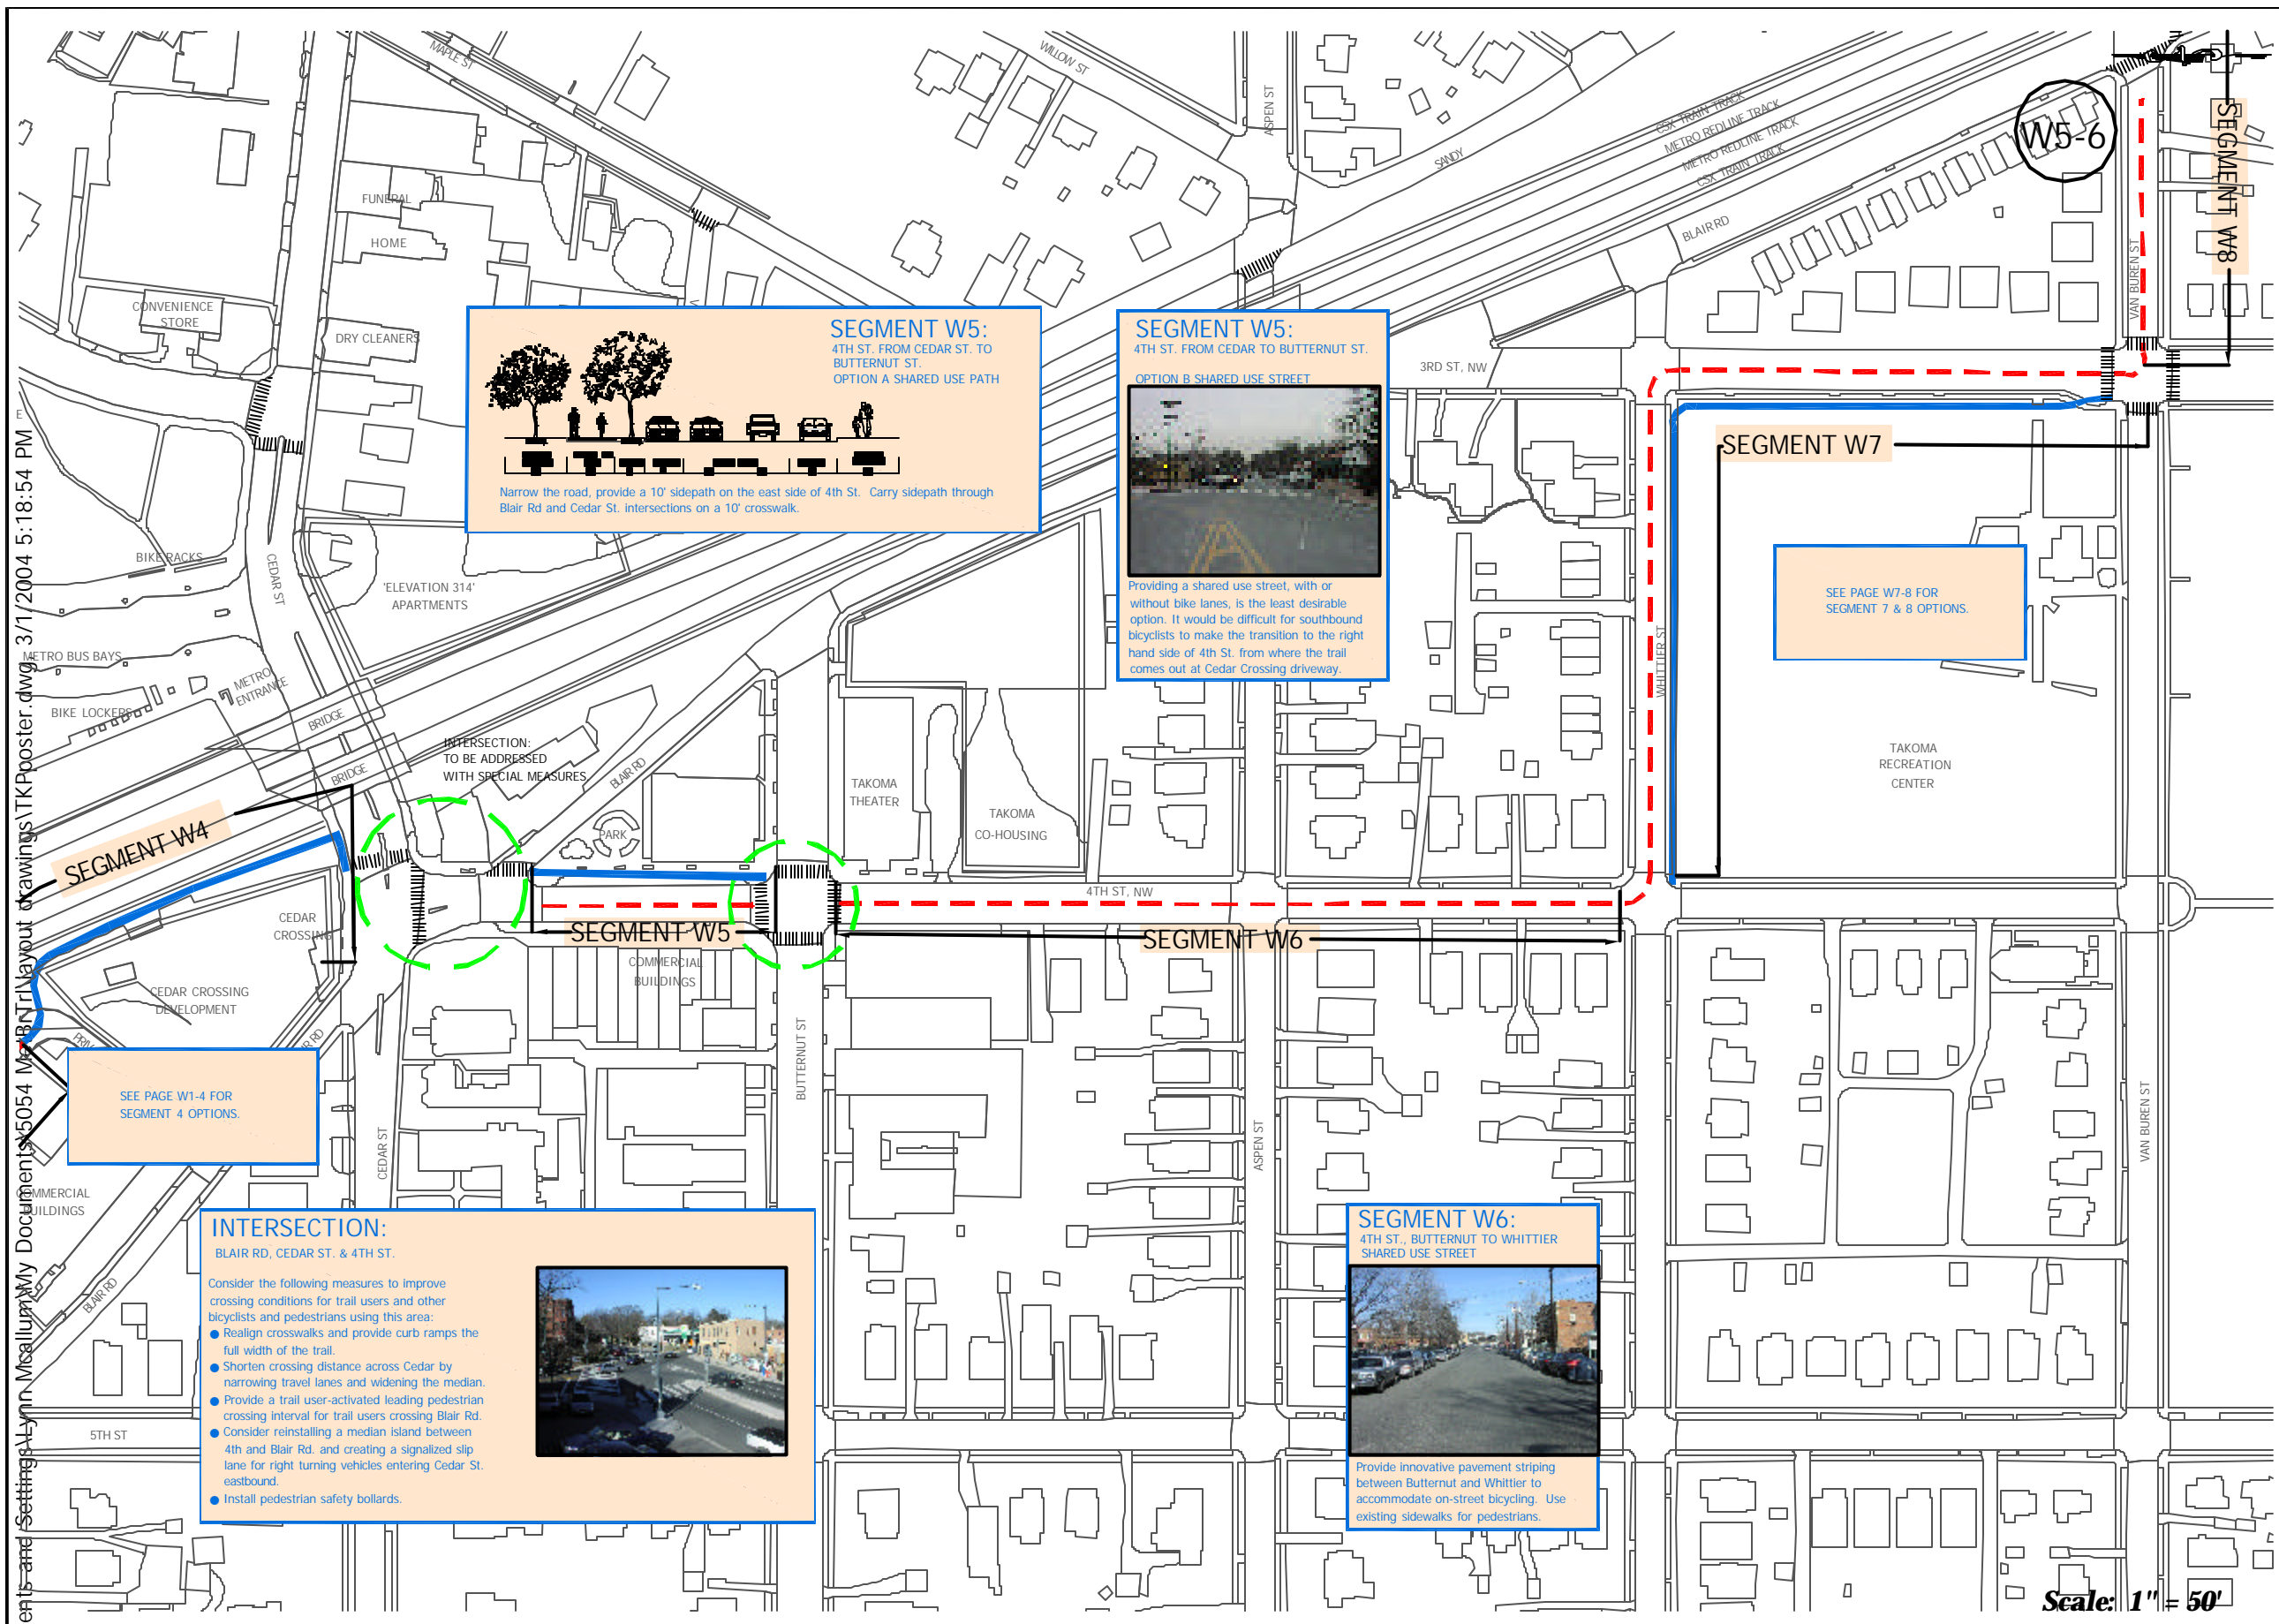 MAPLE ST
WILLOW ST
ASPEN ST
SANDY
CSX TRAIN TRACK
METRO REDLINE TRACK
METRO REDLINE TRACK
CSX TRAIN TRACK
BLAIR RD
W5-6
SEGMENT W8
VAN BUREN ST
FUNERAL
HOME
CONVENIENCE
STORE
DRY CLEANERS
SEGMENT W5:
4TH ST. FROM CEDAR ST. TO
BUTTERNUT ST.
OPTION A SHARED USE PATH
Narrow the road, provide a 10' sidepath on the east side of 4th St. Carry sidepath through
Blair Rd and Cedar St. intersections on a 10' crosswalk.
SEGMENT W5:
4TH ST. FROM CEDAR TO BUTTERNUT ST.
OPTION B SHARED USE STREET
Providing a shared use street, with or
without bike lanes, is the least desirable
option. It would be difficult for southbound
bicyclists to make the transition to the right
hand side of 4th St. from where the trail
comes out at Cedar Crossing driveway.
3RD ST, NW
SEGMENT W7
SEE PAGE W7-8 FOR
SEGMENT 7 & 8 OPTIONS.
WHITTIER ST
TAKOMA
RECREATION
CENTER
BIKE RACKS
CEDAR ST
'ELEVATION 314'
APARTMENTS
METRO BUS BAYS
METRO
ENTRANCE
BIKE LOCKERS
BRIDGE
BRIDGE
INTERSECTION:
TO BE ADDRESSED
WITH SPECIAL MEASURES
BLAIR RD
PARK
TAKOMA
THEATER
TAKOMA
CO-HOUSING
SEGMENT W4
4TH ST, NW
CEDAR
CROSSING
SEGMENT W5
SEGMENT W6
COMMERCIAL
BUILDINGS
CEDAR CROSSING
DEVELOPMENT
SEE PAGE W1-4 FOR
SEGMENT 4 OPTIONS.
BUTTERNUT ST
CEDAR ST
ASPEN ST
VAN BUREN ST
COMMERCIAL
BUILDINGS
BLAIR RD
5TH ST
INTERSECTION:
BLAIR RD, CEDAR ST. & 4TH ST.
Consider the following measures to improve
crossing conditions for trail users and other
bicyclists and pedestrians using this area:
● Realign crosswalks and provide curb ramps the
full width of the trail.
● Shorten crossing distance across Cedar by
narrowing travel lanes and widening the median.
● Provide a trail user-activated leading pedestrian
crossing interval for trail users crossing Blair Rd.
● Consider reinstalling a median island between
4th and Blair Rd. and creating a signalized slip
lane for right turning vehicles entering Cedar St.
eastbound.
● Install pedestrian safety bollards.
SEGMENT W6:
4TH ST., BUTTERNUT TO WHITTIER
SHARED USE STREET
Provide innovative pavement striping
between Butternut and Whittier to
accommodate on-street bicycling. Use
existing sidewalks for pedestrians.
Scale: 1" = 50'
ents and Settings\Lynn Mcallum\My Documents\5054 layout drawings\TKPposter.dwg, 3/1/2004 5:18:54 PM